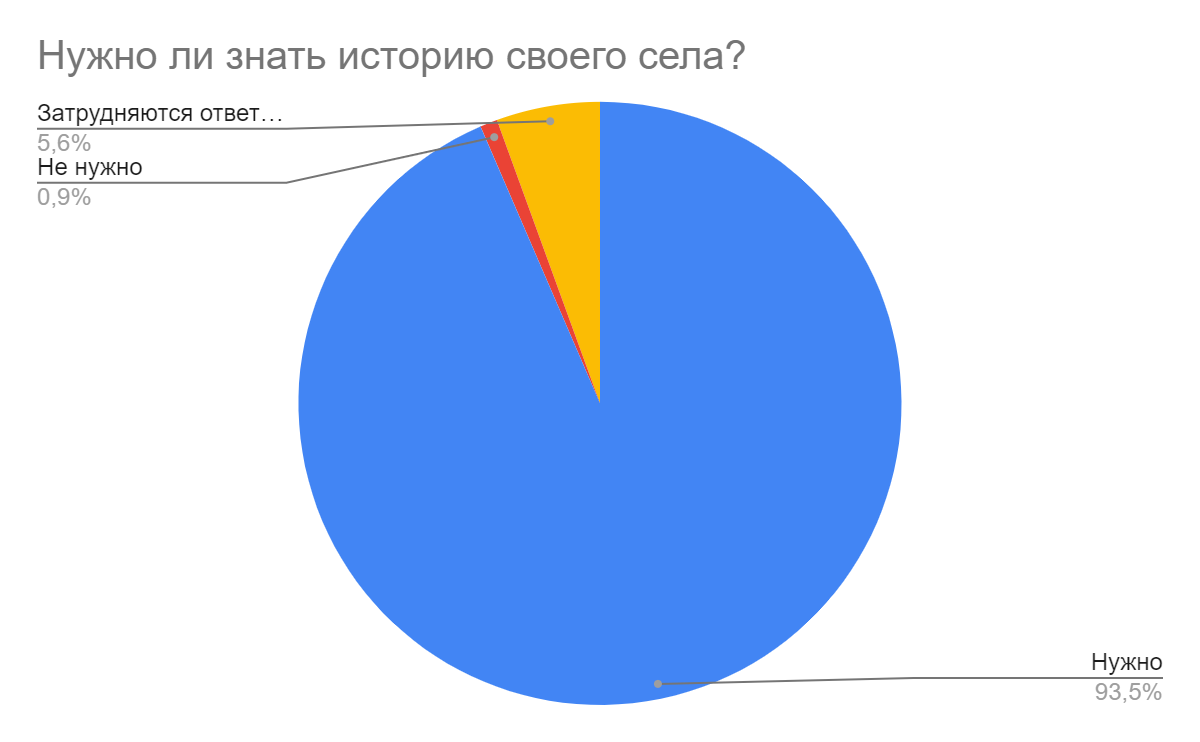 Нужно ли знать историю своего села?
Затрудняются ответ…
5,6%
Не нужно
0,9%
Нужно
93,5%